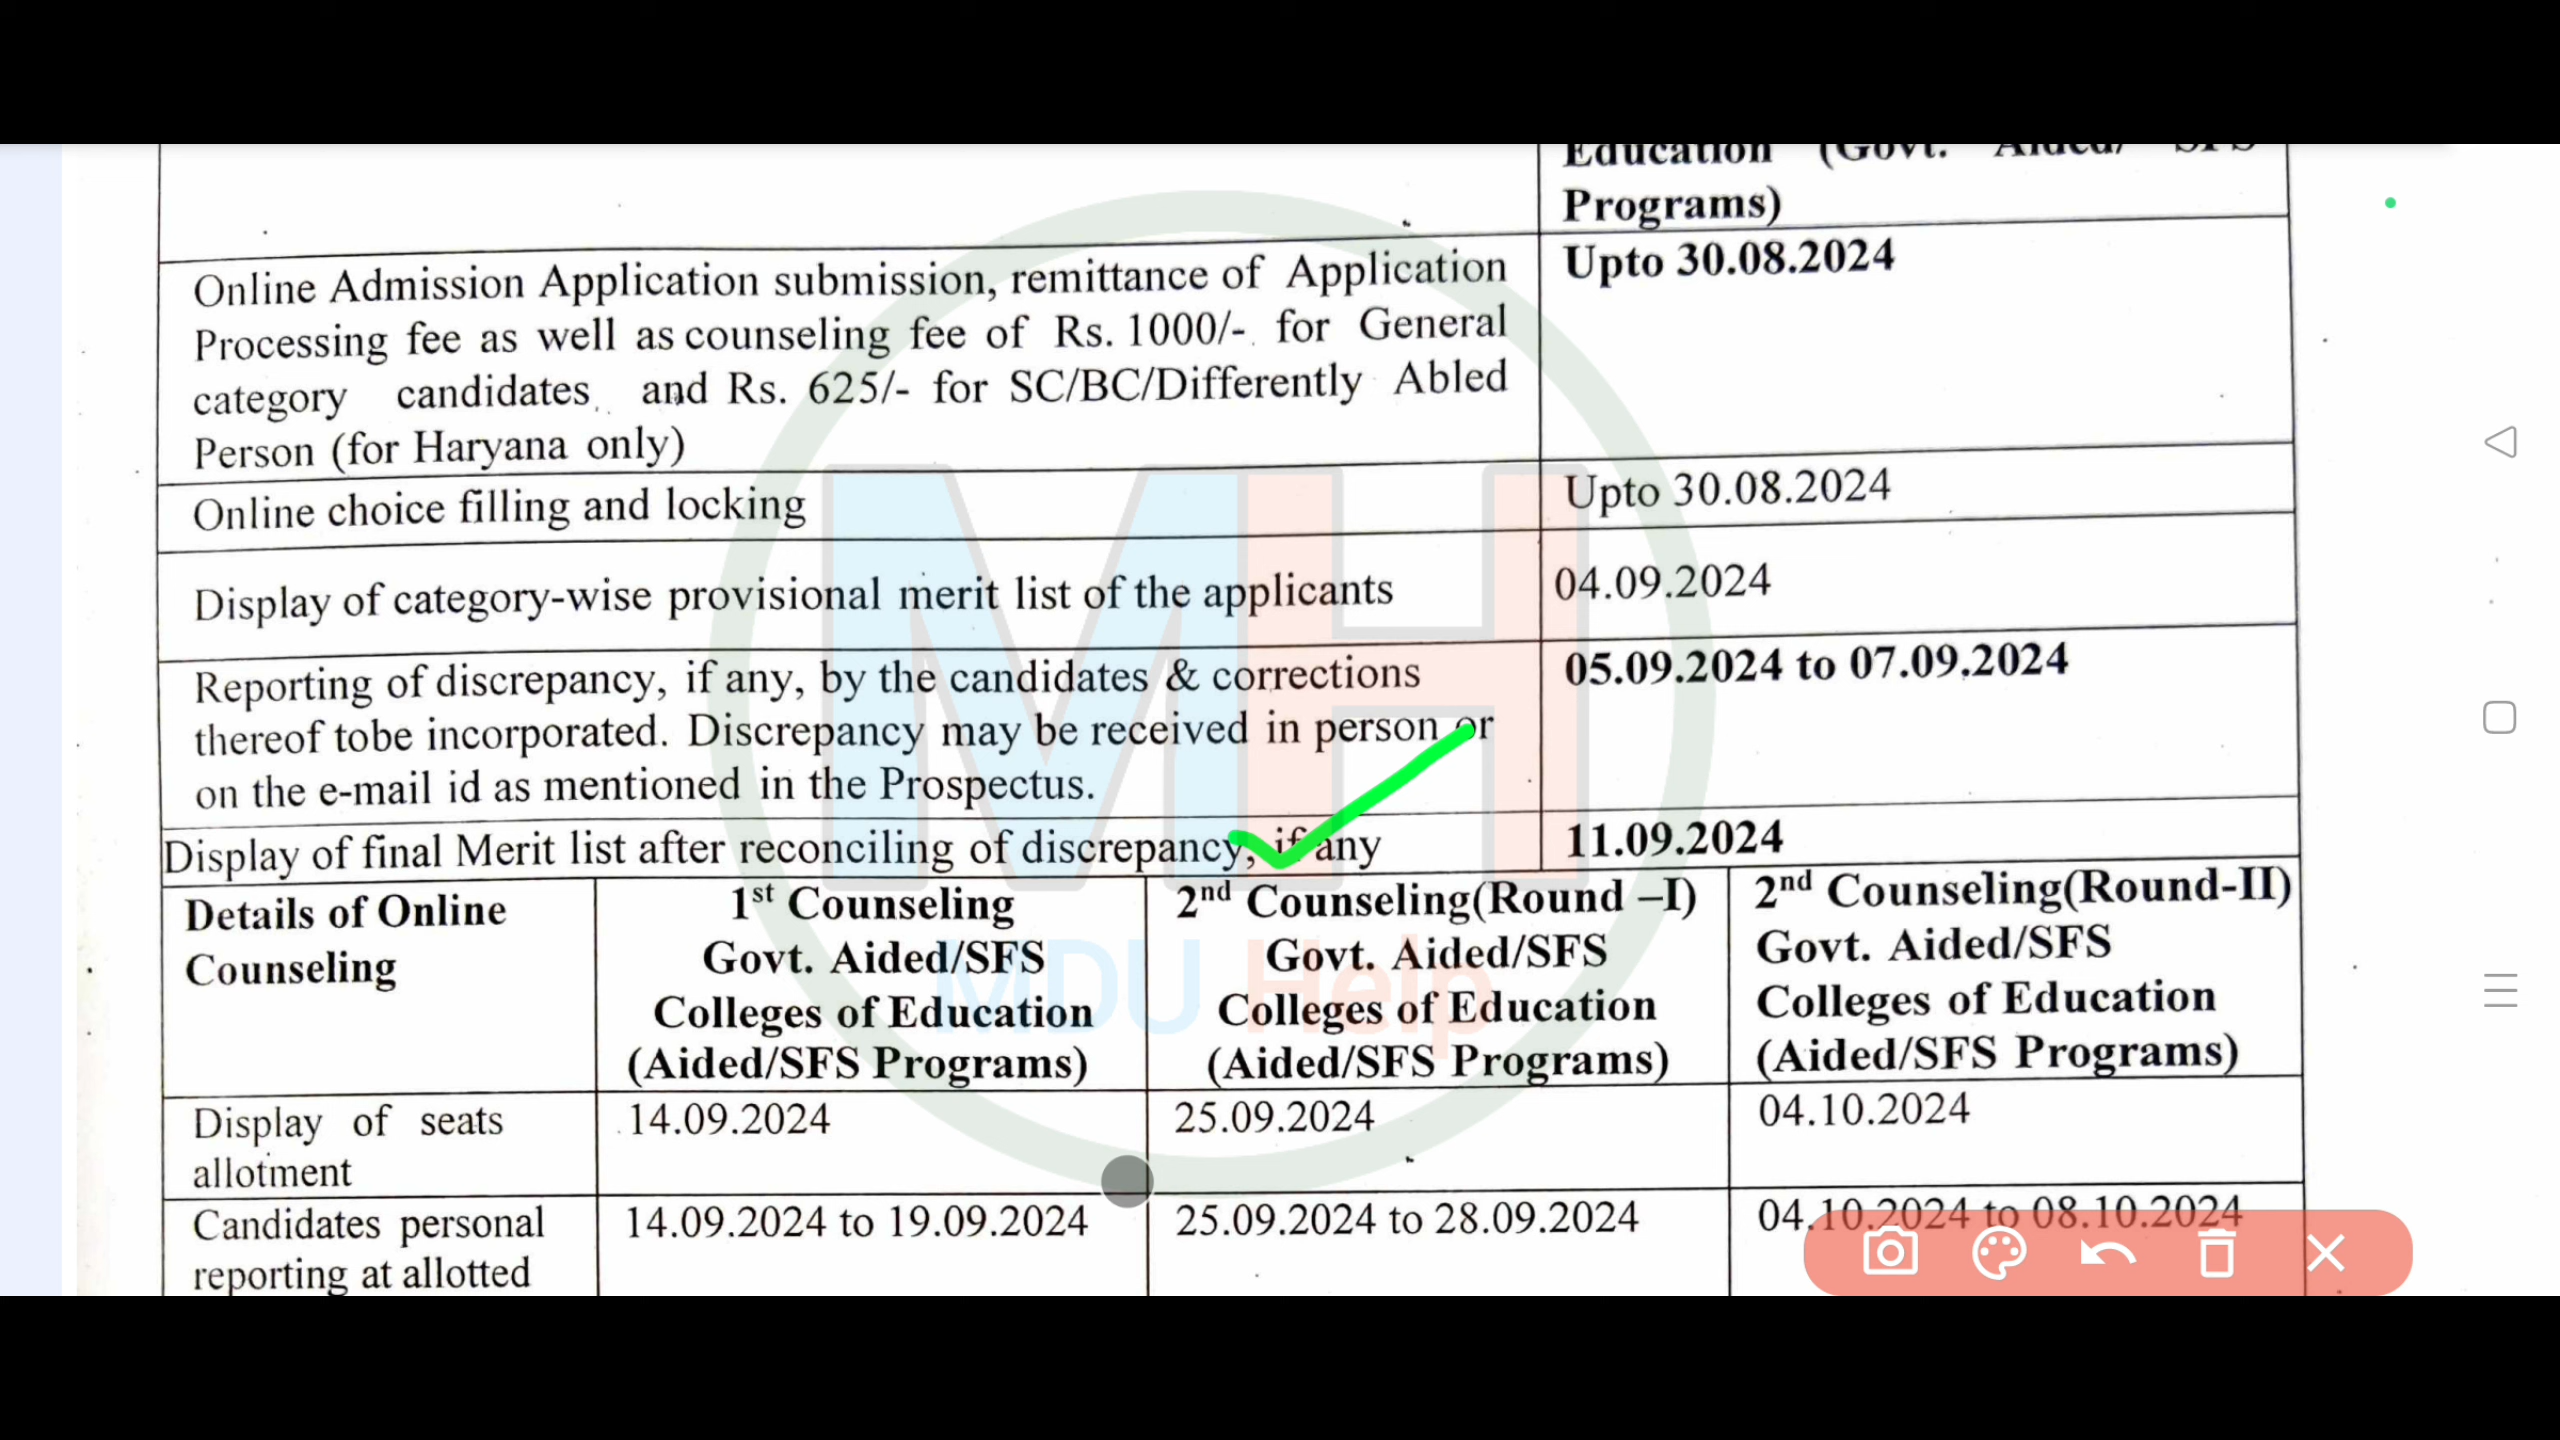 Education (Govt. Aided/ SFS
Programs)
Online Admission Application submission, remittance of Application
Processing fee as well as counseling fee of Rs. 1000/- for General
category candidates and Rs. 625/- for SC/BC/Differently Abled
Person (for Haryana only)
Upto 30.08.2024
Online choice filling and locking
Upto 30.08.2024
Display of category-wise provisional merit list of the applicants
04.09.2024
Reporting of discrepancy, if any, by the candidates & corrections
thereof tobe incorporated. Discrepancy may be received in person or
on the e-mail id as mentioned in the Prospectus.
05.09.2024 to 07.09.2024
Display of final Merit list after reconciling of discrepancy, if any
11.09.2024
Details of Online
Counseling
1st Counseling
Govt. Aided/SFS
Colleges of Education
(Aided/SFS Programs)
2nd Counseling(Round –I)
Govt. Aided/SFS
Colleges of Education
(Aided/SFS Programs)
2nd Counseling(Round-II)
Govt. Aided/SFS
Colleges of Education
(Aided/SFS Programs)
Display of seats
allotment
14.09.2024
25.09.2024
04.10.2024
Candidates personal
reporting at allotted
14.09.2024 to 19.09.2024
25.09.2024 to 28.09.2024
04.10.2024 to 08.10.2024
MH
MDU Help